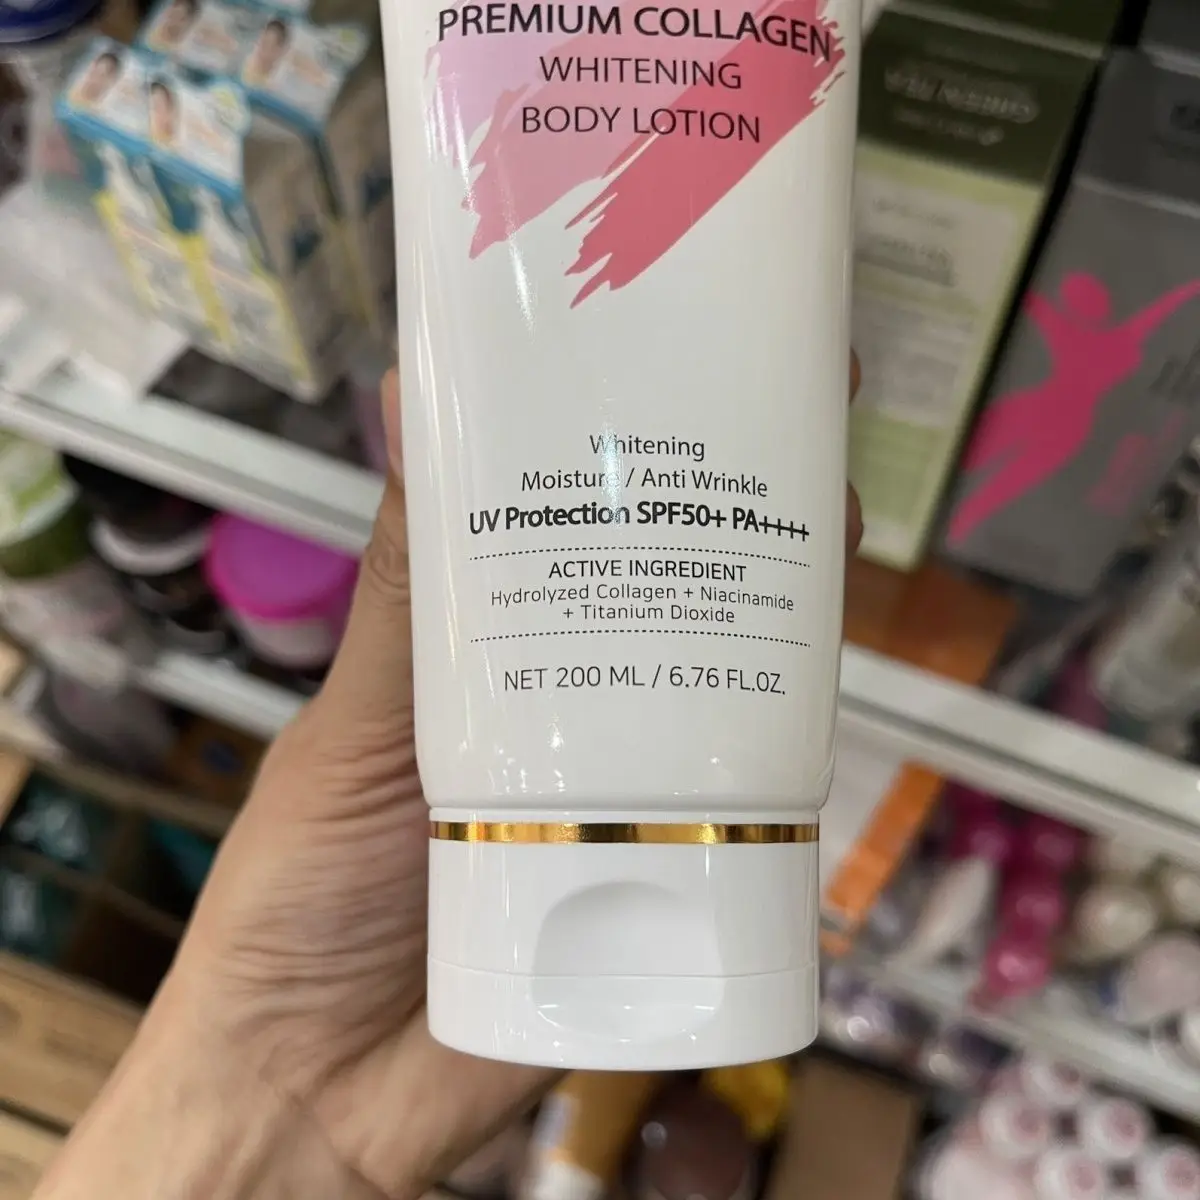 PREMIUM COLLAGEN
WHITENING
BODY LOTION
Whitening
Moisture / Anti Wrinkle
UV Protection SPF50+ PA++++
ACTIVE INGREDIENT
Hydrolyzed Collagen + Niacinamide
+ Titanium Dioxide
NET 200 ML / 6.76 FL.OZ.